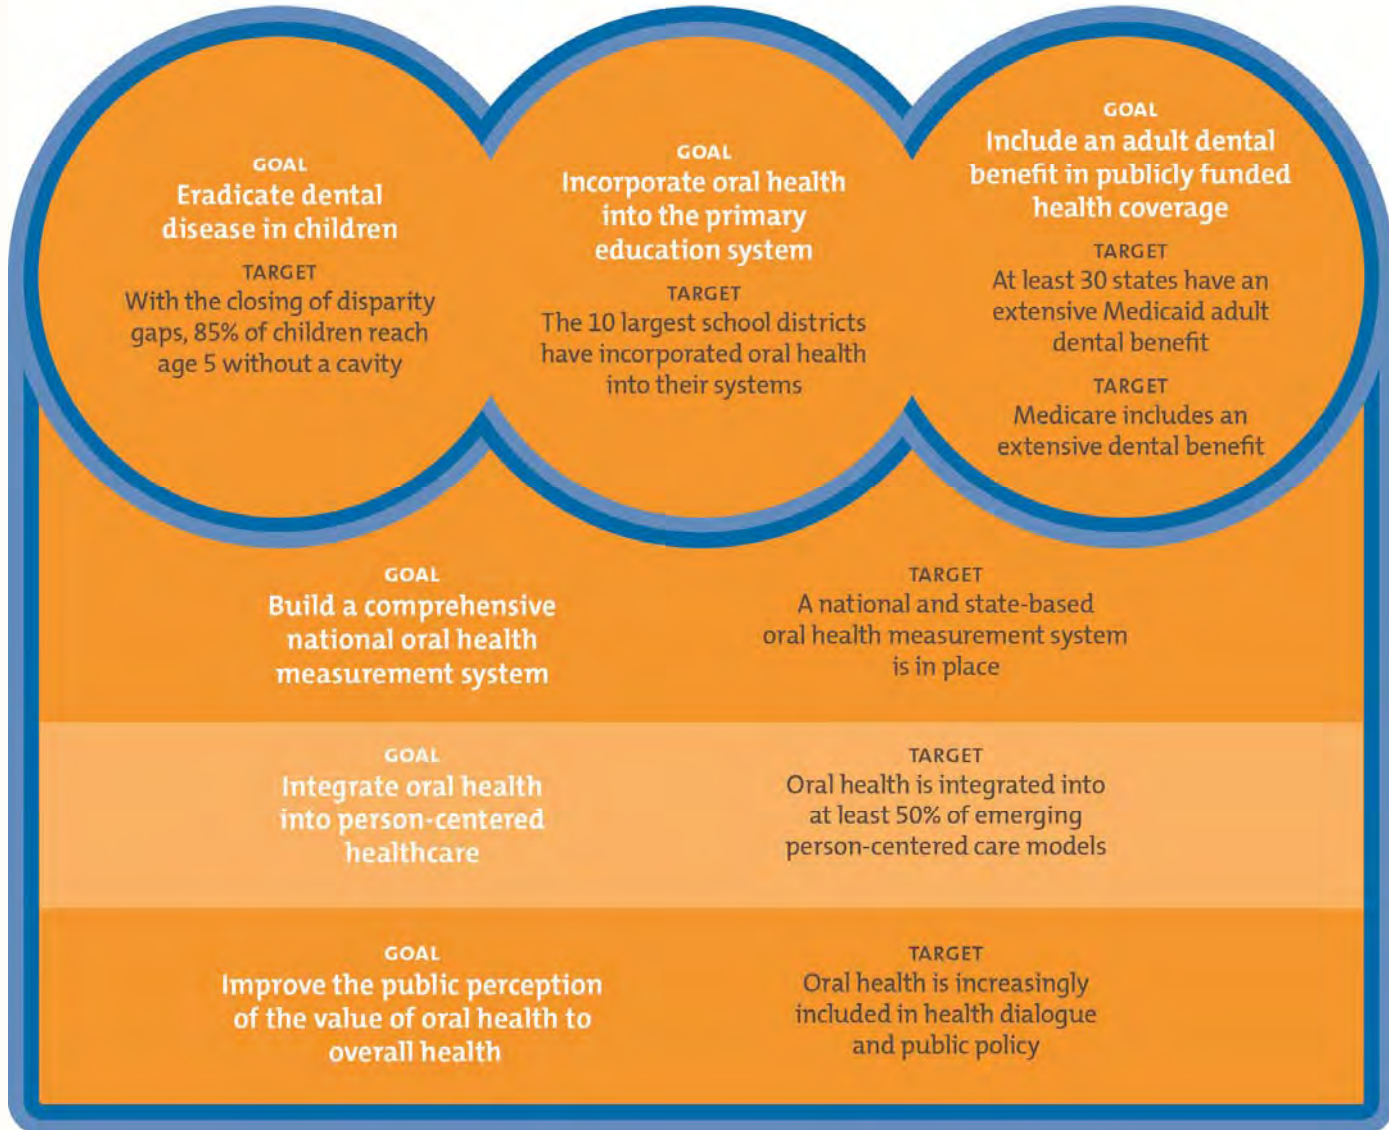 GOAL
Eradicate dental
disease in children
TARGET
With the closing of disparity
gaps, 85% of children reach
age 5 without a cavity
GOAL
Incorporate oral health
into the primary
education system
TARGET
The 10 largest school districts
have incorporated oral health
into their systems
GOAL
Include an adult dental
benefit in publicly funded
health coverage
TARGET
At least 30 states have an
extensive Medicaid adult
dental benefit
TARGET
Medicare includes an
extensive dental benefit
GOAL
Build a comprehensive
national oral health
measurement system
TARGET
A national and state-based
oral health measurement system
is in place
GOAL
Integrate oral health
into person-centered
healthcare
TARGET
Oral health is integrated into
at least 50% of emerging
person-centered care models
GOAL
Improve the public perception
of the value of oral health to
overall health
TARGET
Oral health is increasingly
included in health dialogue
and public policy